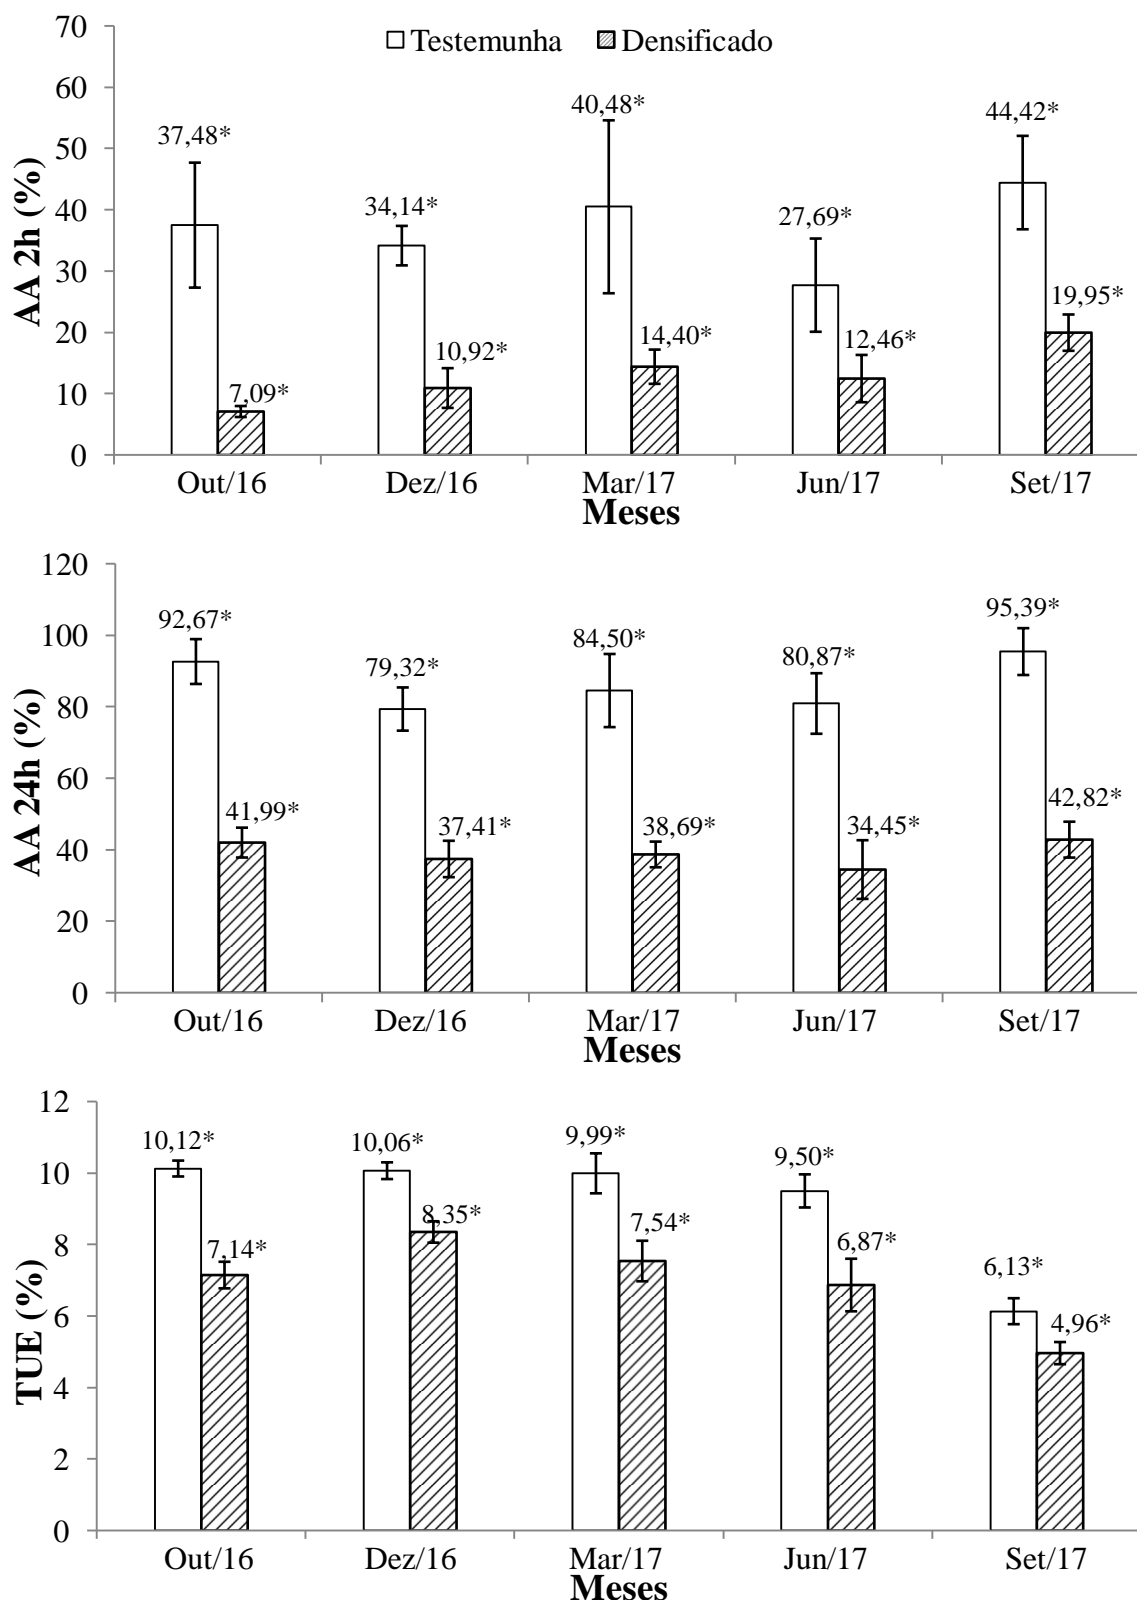 70
60
50
40
30
20
10
0
AA 2h (%)
Testemunha Densificado
37,48* 34,14* 40,48* 27,69* 44,42*
7,09* 10,92* 14,40* 12,46* 19,95*
Out/16 Dez/16 Mar/17 Jun/17 Set/17
Meses
120
100
80
60
40
20
0
AA 24h (%)
92,67* 79,32* 84,50* 80,87* 95,39*
41,99* 37,41* 38,69* 34,45* 42,82*
Out/16 Dez/16 Mar/17 Jun/17 Set/17
Meses
12
10
8
6
4
2
0
TUE (%)
10,12* 10,06* 9,99* 9,50* 6,13*
7,14* 8,35* 7,54* 6,87* 4,96*
Out/16 Dez/16 Mar/17 Jun/17 Set/17
Meses